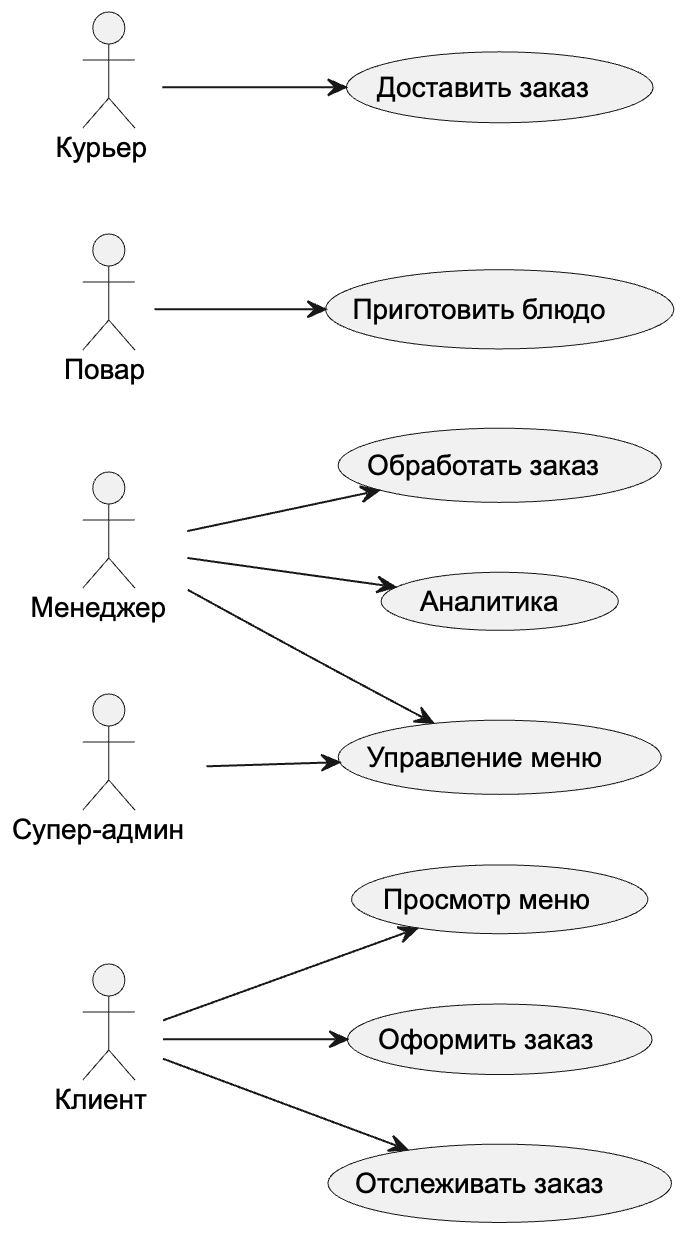 Доставить заказ
Курьер
Приготовить блюдо
Повар
Обработать заказ
Менеджер
Аналитика
Управление меню
Супер-админ
Просмотр меню
Оформить заказ
Клиент
Отслеживать заказ